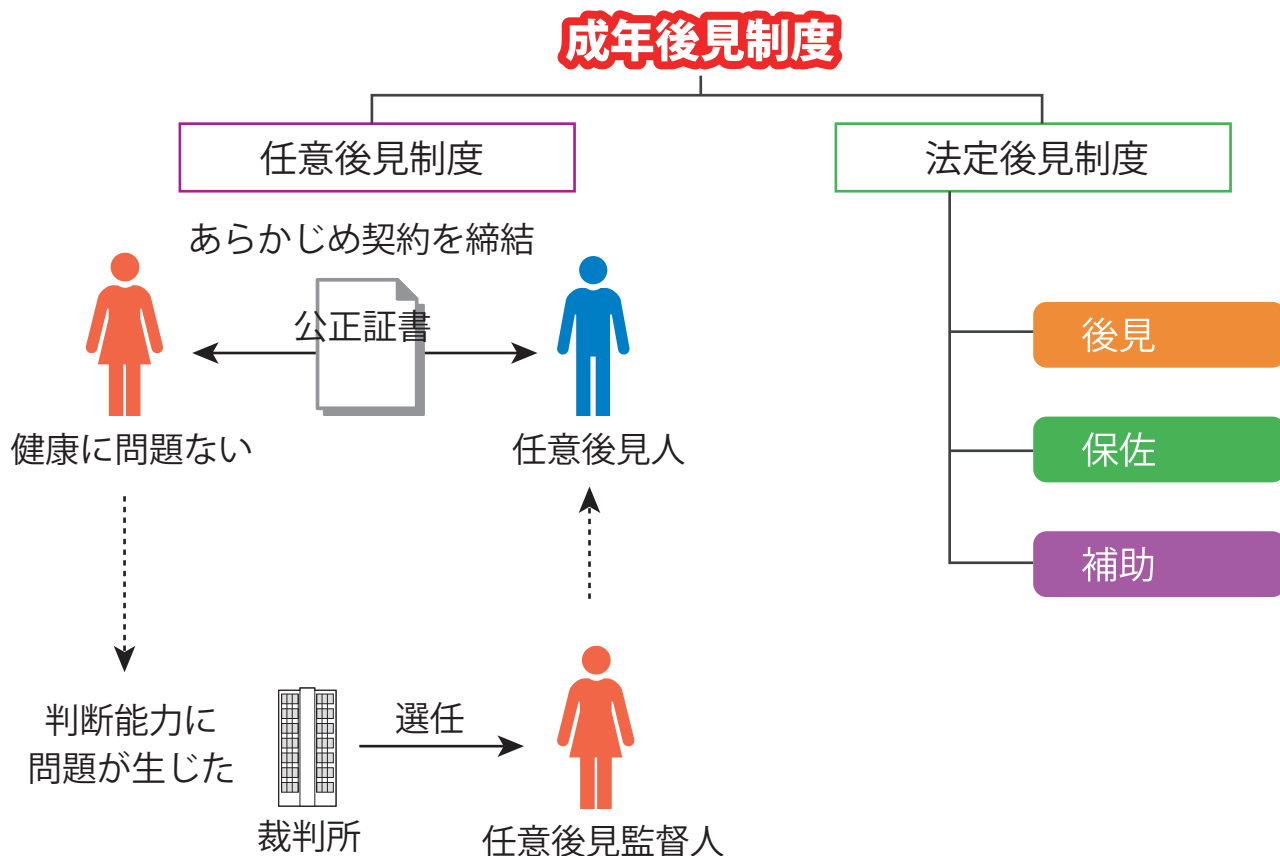 成年後見制度
任意後見制度
法定後見制度
あらかじめ契約を締結
公正証書
健康に問題ない
任意後見人
後見
保佐
補助
判断能力に
問題が生じた
裁判所
選任
任意後見監督人